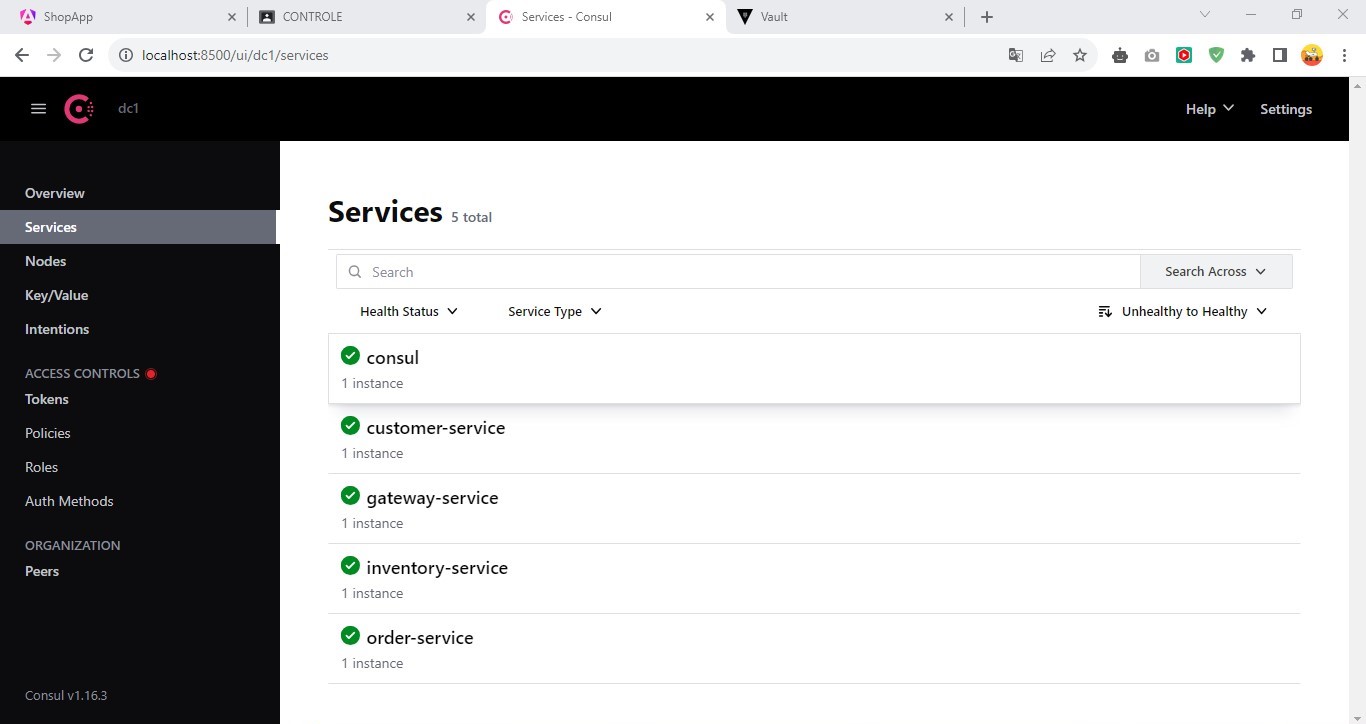 ShopApp
CONTROLE
Services - Consul
Vault
localhost:8500/ui/dc1/services
dc1
Help
Settings
Overview
Services
Nodes
Key/Value
Intentions
ACCESS CONTROLS
Tokens
Policies
Roles
Auth Methods
ORGANIZATION
Peers
Consul v1.16.3
Services 5 total
Search
Search Across
Health Status
Service Type
Unhealthy to Healthy
consul
1 instance
customer-service
1 instance
gateway-service
1 instance
inventory-service
1 instance
order-service
1 instance